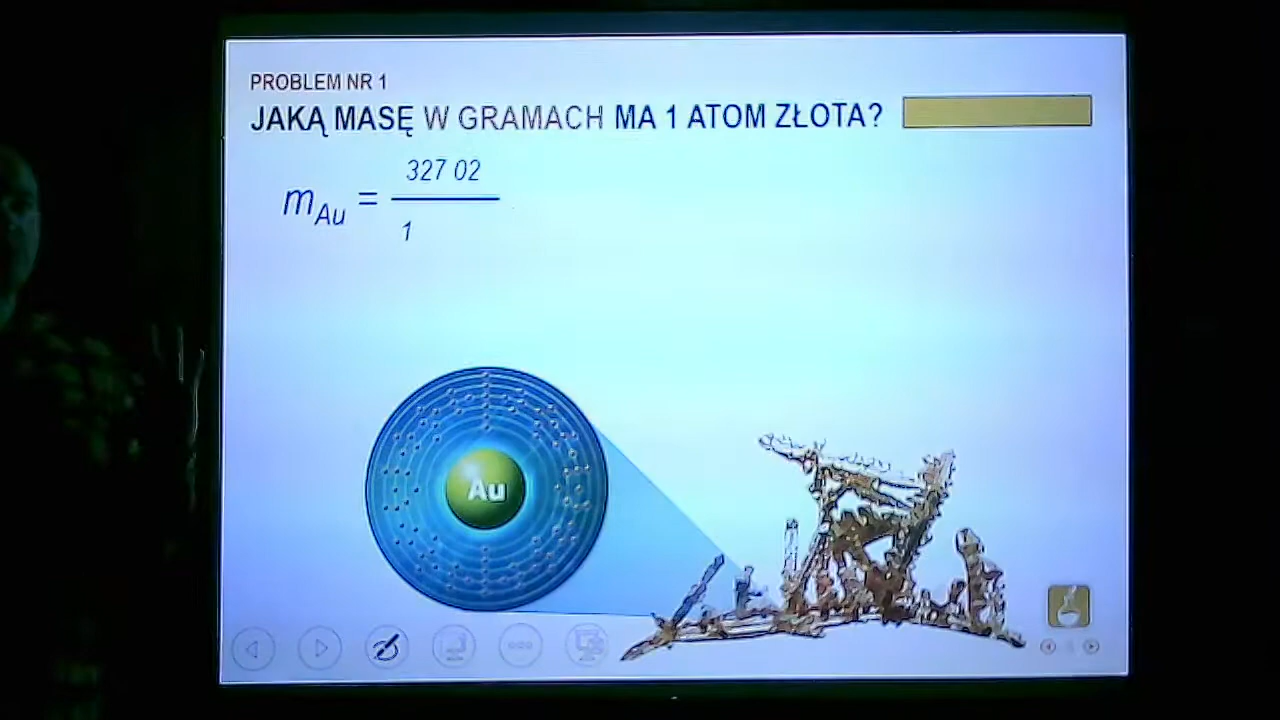 PROBLEM NR 1
JAKĄ MASĘ W GRAMACH MA 1 ATOM ZŁOTA?
327 02
mAu =
1
Au